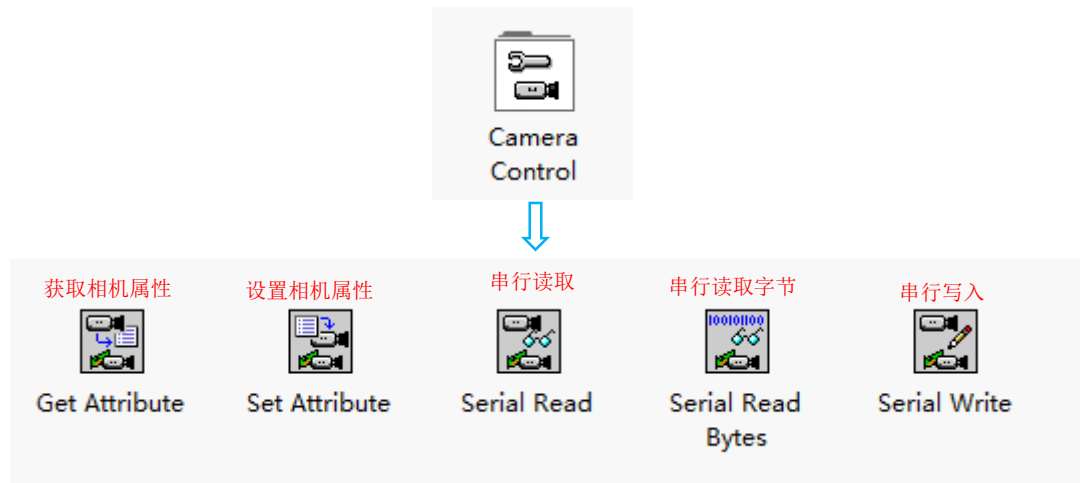 Camera
Control
获取相机属性
设置相机属性
串行读取
串行读取字节
串行写入
100101100
Get Attribute
Set Attribute
Serial Read
Serial Read
Bytes
Serial Write